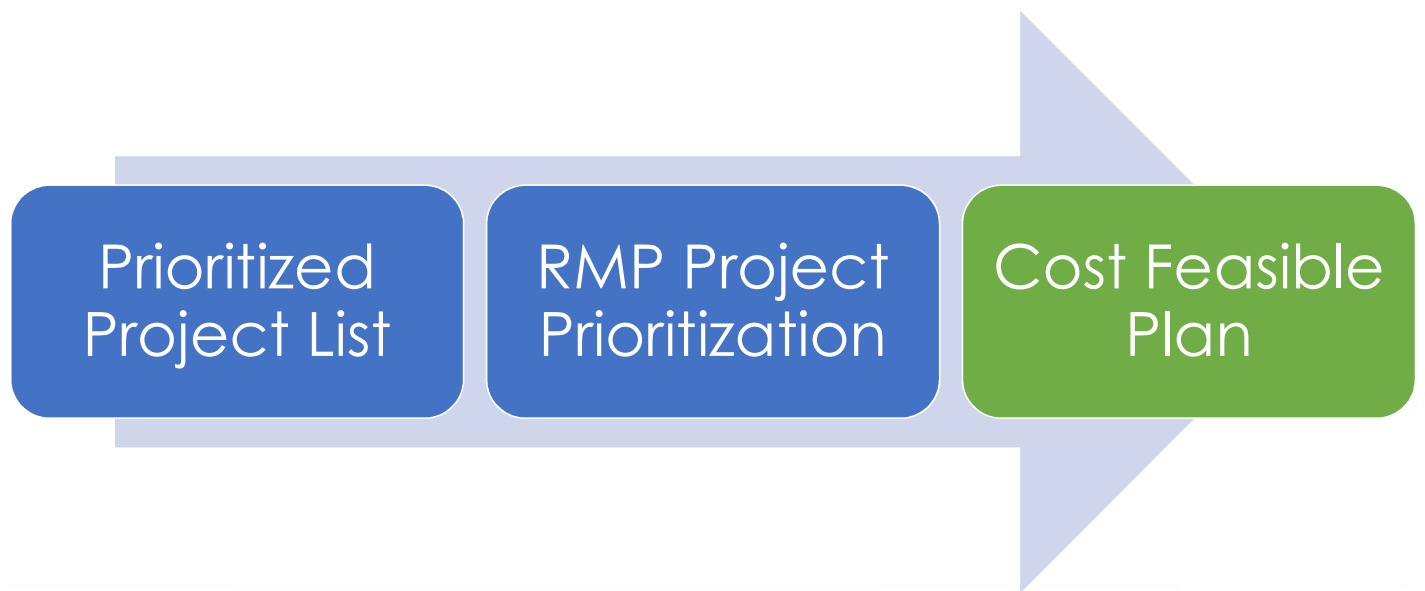 Prioritized
Project List
RMP Project
Prioritization
Cost Feasible
Plan